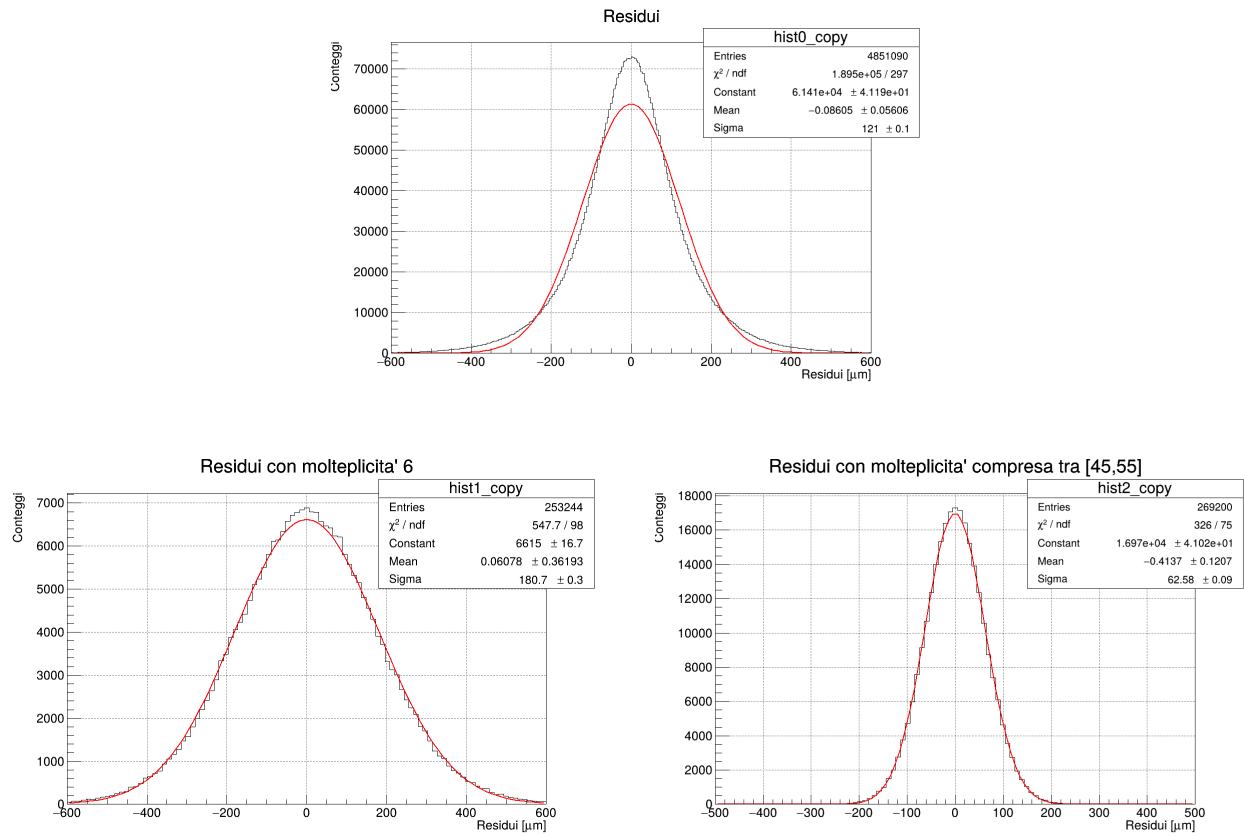 Residui
Conteggi
hist0_copy
Entries 4851090
χ² / ndf 1.895e+05 / 297
Constant 6.141e+04 ± 4.119e+01
Mean −0.08605 ± 0.05606
Sigma 121 ± 0.1
70000
60000
50000
40000
30000
20000
10000
0
−600 −400 −200 0 200 400 600
Residui [μm]
Residui con molteplicita' 6
Conteggi
hist1_copy
Entries 253244
χ² / ndf 547.7 / 98
Constant 6615 ± 16.7
Mean 0.06078 ± 0.36193
Sigma 180.7 ± 0.3
7000
6000
5000
4000
3000
2000
1000
0
−600 −400 −200 0 200 400 600
Residui [μm]
Residui con molteplicita' compresa tra [45,55]
Conteggi
hist2_copy
Entries 269200
χ² / ndf 326 / 75
Constant 1.697e+04 ± 4.102e+01
Mean −0.4137 ± 0.1207
Sigma 62.58 ± 0.09
18000
16000
14000
12000
10000
8000
6000
4000
2000
0
−500 −400 −300 −200 −100 0 100 200 300 400 500
Residui [μm]